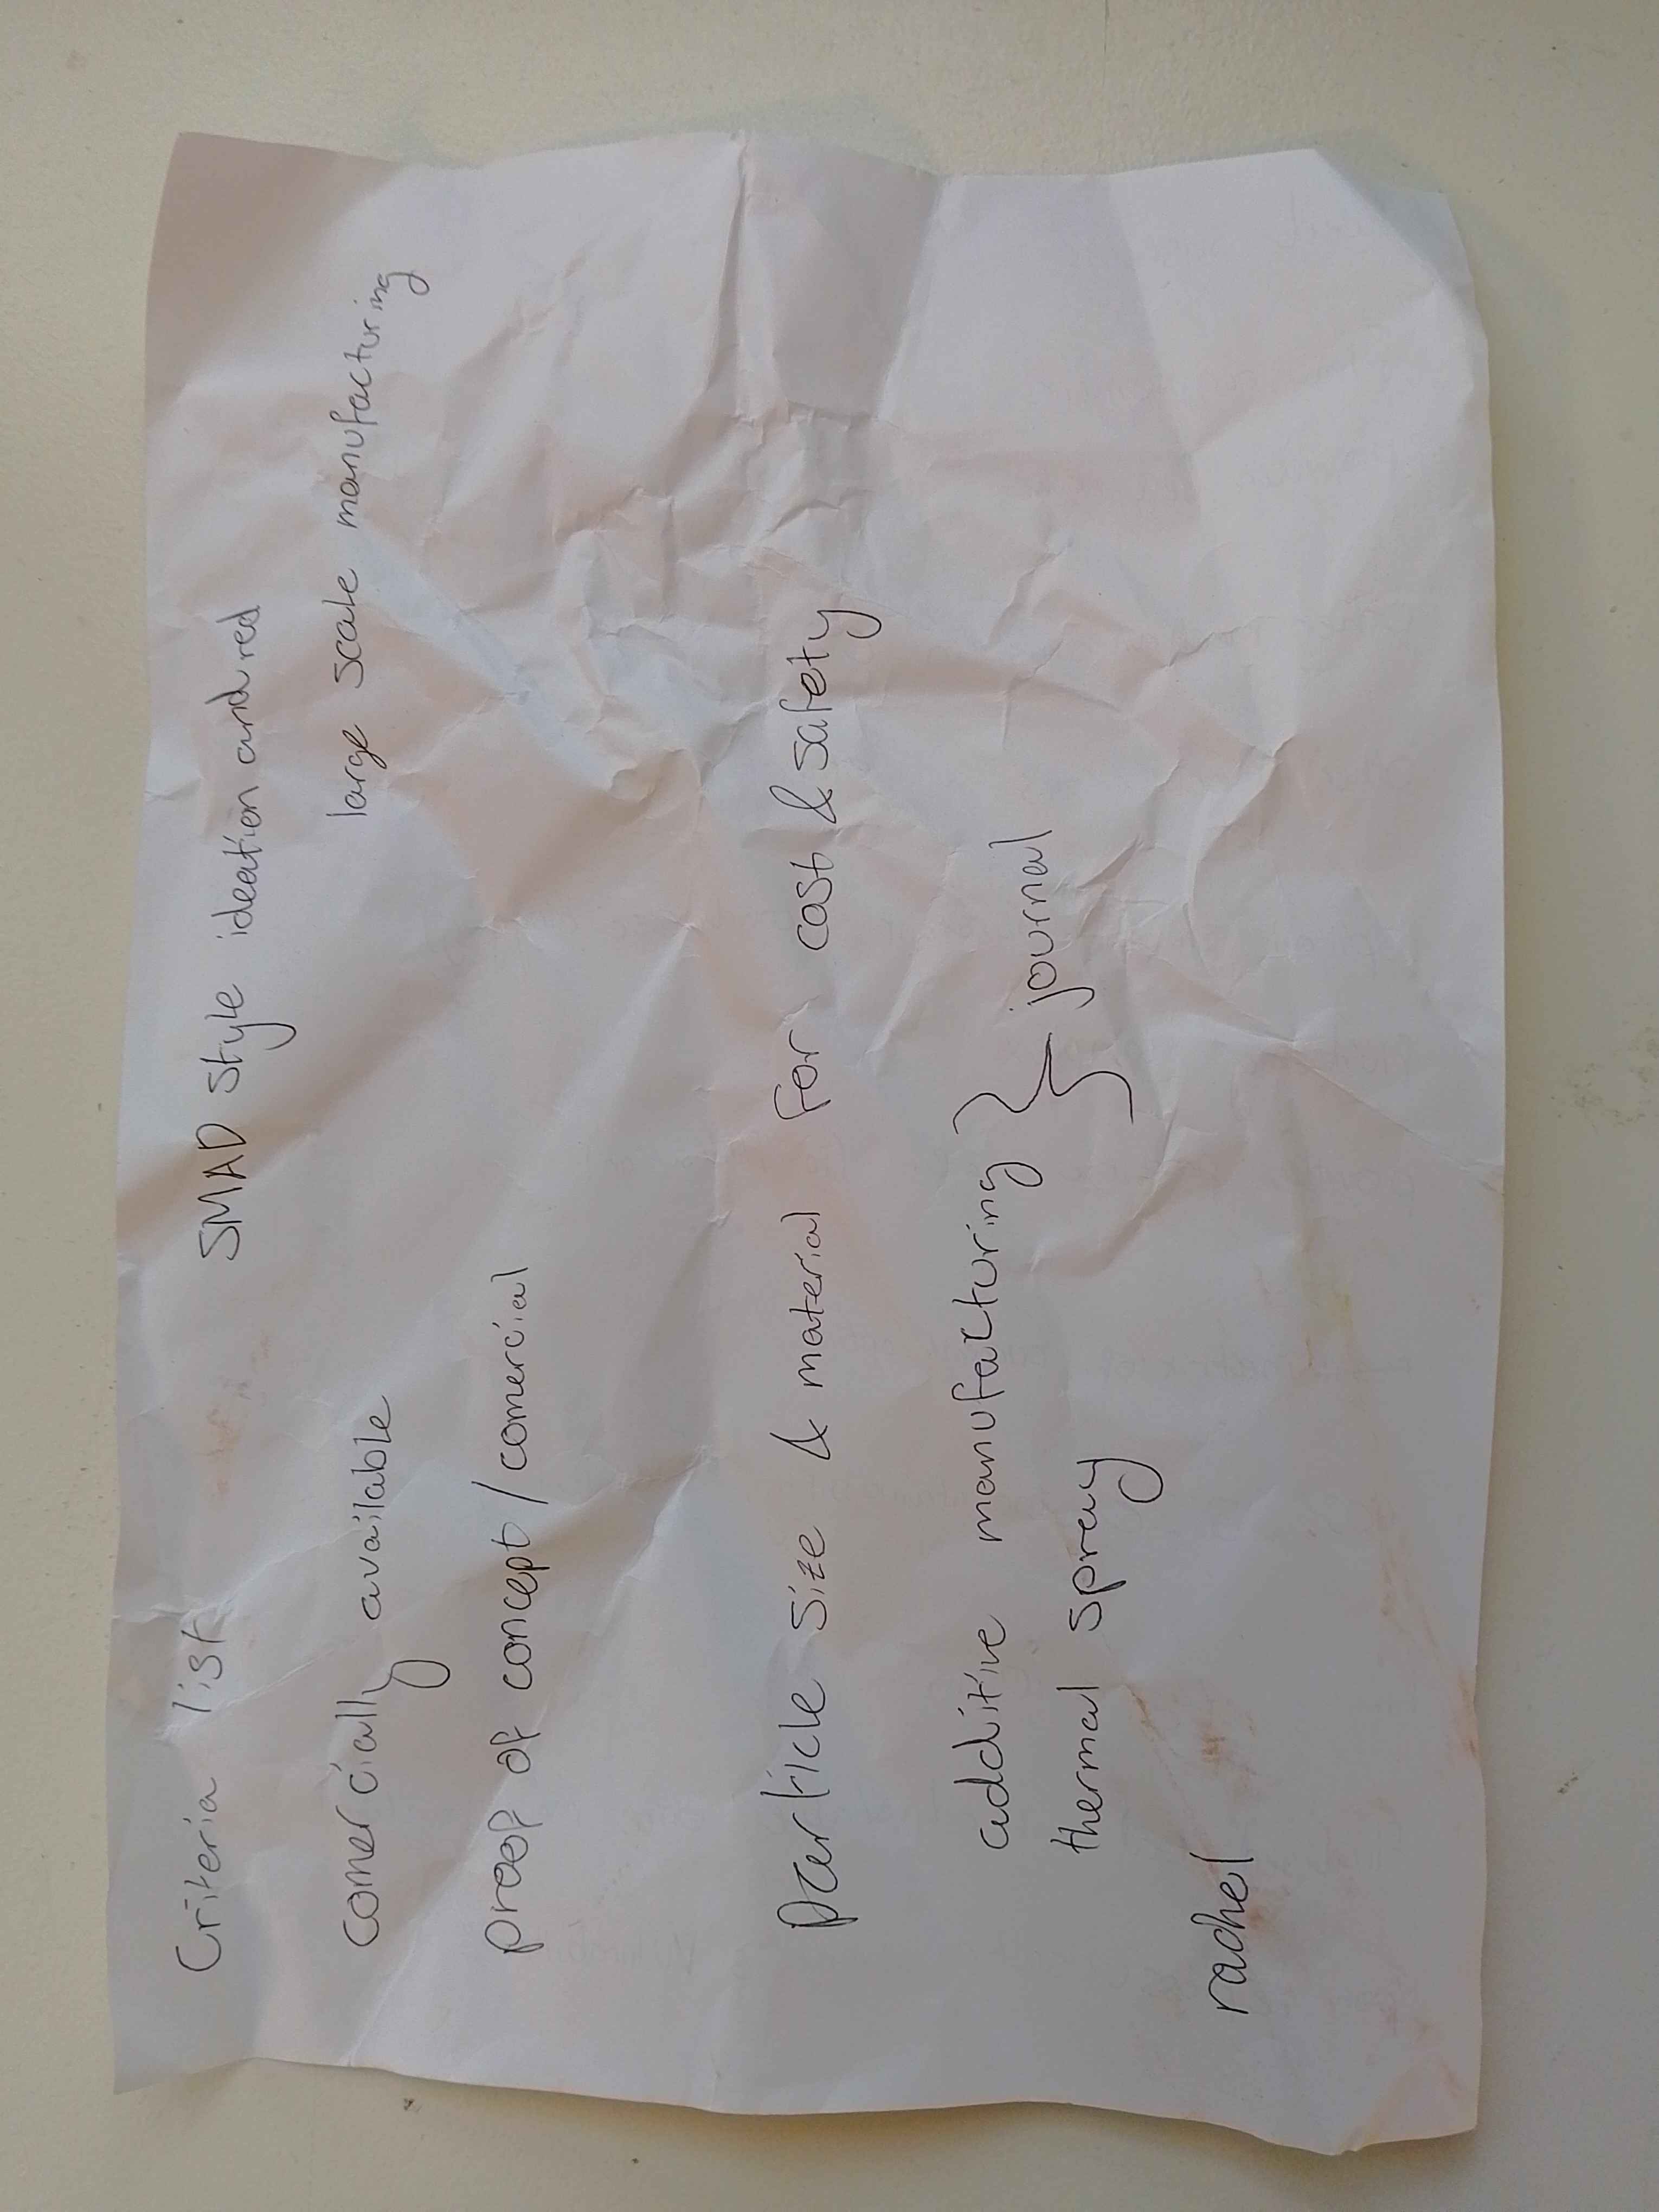 Criteria list SMAD style ideation and red
comercially available large scale manufacturing
proof of concept / comercial
particle size & material for cost & safety
additive manufacturing } journal
thermal spray
rachel